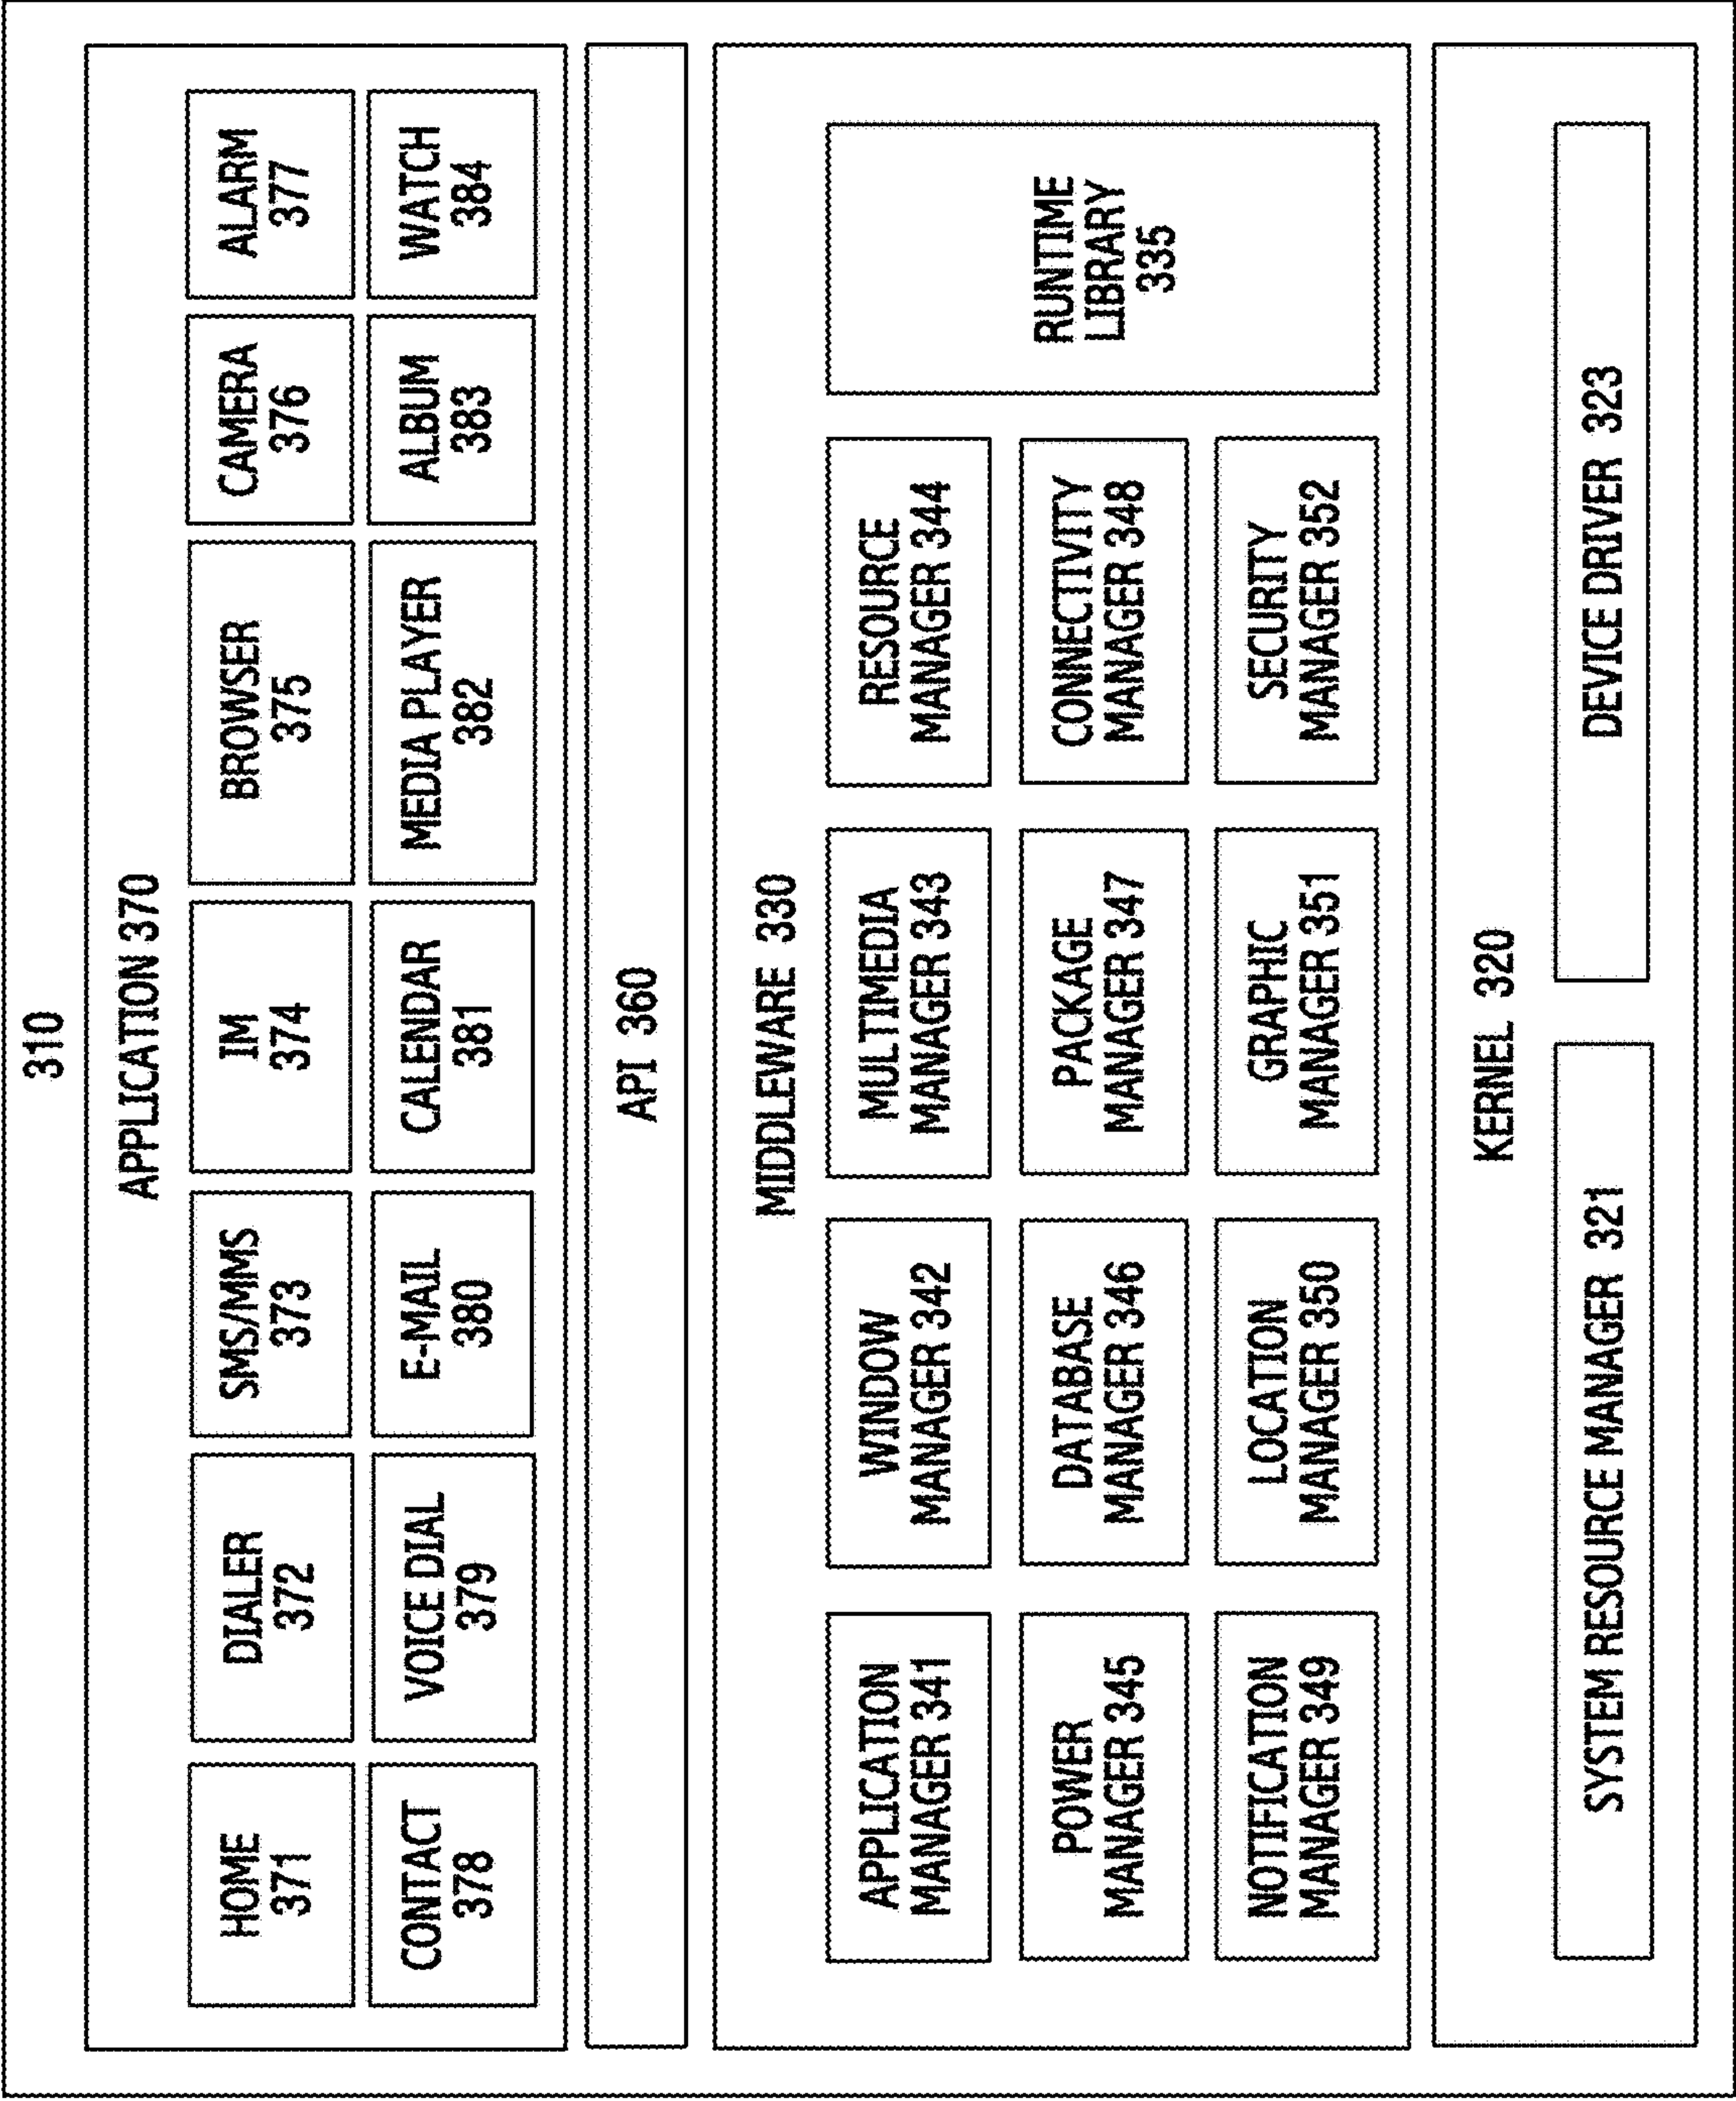 310
APPLICATION 370
HOME
371
DIALER
372
SMS/MMS
373
IM
374
BROWSER
375
CAMERA
376
ALARM
377
CONTACT
378
VOICE DIAL
379
E-MAIL
380
CALENDAR
381
MEDIA PLAYER
382
ALBUM
383
WATCH
384
API 360
MIDDLEWARE 330
APPLICATION
MANAGER 341
WINDOW
MANAGER 342
MULTIMEDIA
MANAGER 343
RESOURCE
MANAGER 344
POWER
MANAGER 345
DATABASE
MANAGER 346
PACKAGE
MANAGER 347
CONNECTIVITY
MANAGER 348
NOTIFICATION
MANAGER 349
LOCATION
MANAGER 350
GRAPHIC
MANAGER 351
SECURITY
MANAGER 352
RUNTIME
LIBRARY
335
KERNEL 320
SYSTEM RESOURCE MANAGER 321
DEVICE DRIVER 323